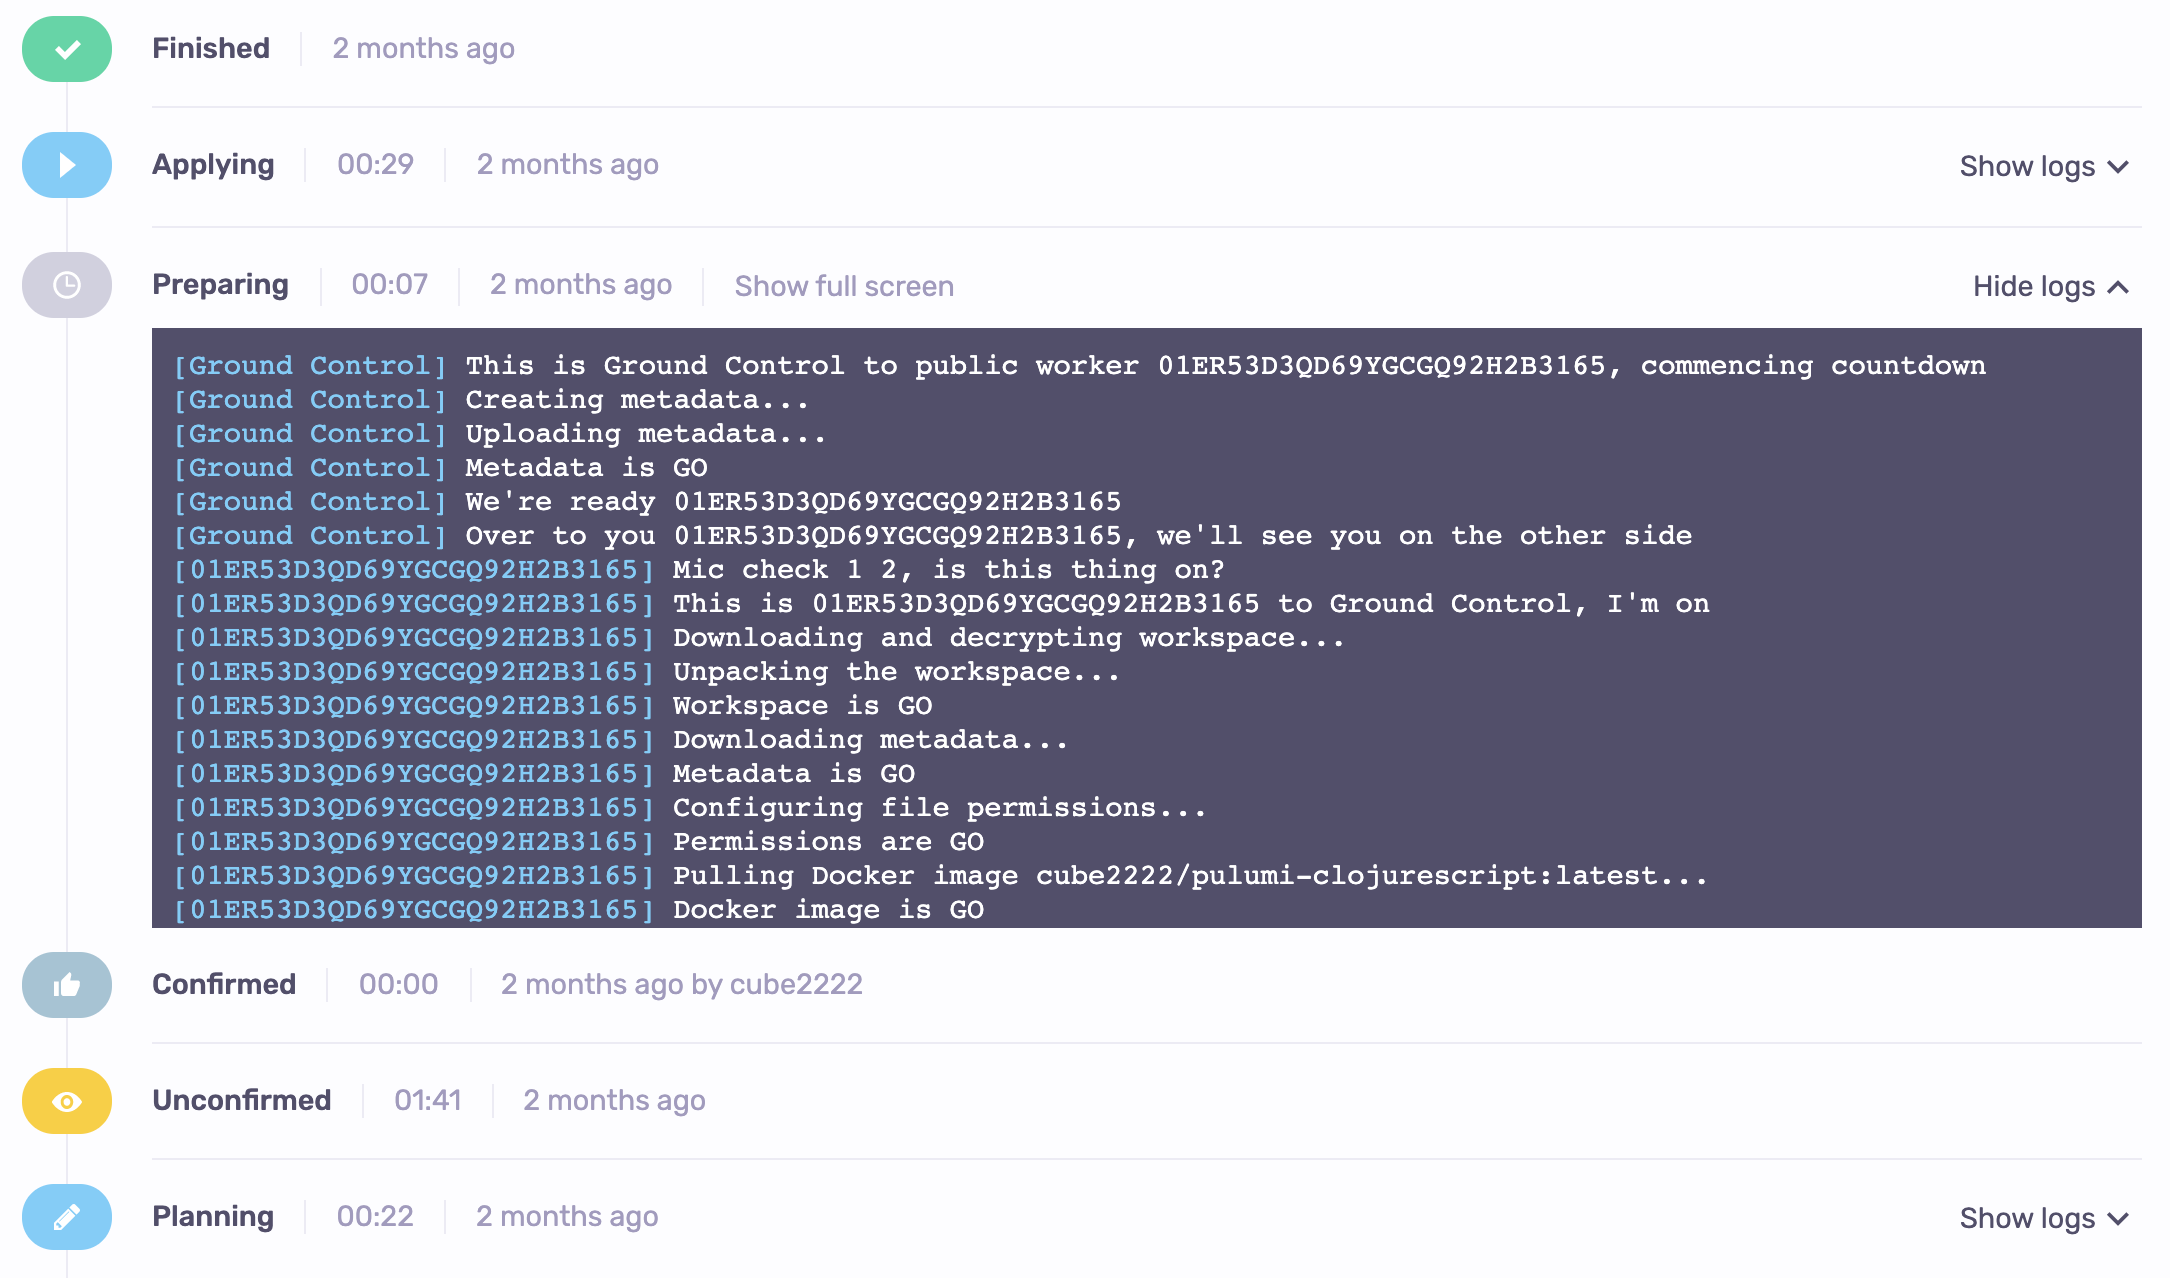 Finished 2 months ago
Applying 00:29 2 months ago Show logs
Preparing 00:07 2 months ago Show full screen Hide logs
[Ground Control] This is Ground Control to public worker 01ER53D3QD69YGCGQ92H2B3165, commencing countdown
[Ground Control] Creating metadata...
[Ground Control] Uploading metadata...
[Ground Control] Metadata is GO
[Ground Control] We're ready 01ER53D3QD69YGCGQ92H2B3165
[Ground Control] Over to you 01ER53D3QD69YGCGQ92H2B3165, we'll see you on the other side
[01ER53D3QD69YGCGQ92H2B3165] Mic check 1 2, is this thing on?
[01ER53D3QD69YGCGQ92H2B3165] This is 01ER53D3QD69YGCGQ92H2B3165 to Ground Control, I'm on
[01ER53D3QD69YGCGQ92H2B3165] Downloading and decrypting workspace...
[01ER53D3QD69YGCGQ92H2B3165] Unpacking the workspace...
[01ER53D3QD69YGCGQ92H2B3165] Workspace is GO
[01ER53D3QD69YGCGQ92H2B3165] Downloading metadata...
[01ER53D3QD69YGCGQ92H2B3165] Metadata is GO
[01ER53D3QD69YGCGQ92H2B3165] Configuring file permissions...
[01ER53D3QD69YGCGQ92H2B3165] Permissions are GO
[01ER53D3QD69YGCGQ92H2B3165] Pulling Docker image cube2222/pulumi-clojurescript:latest...
[01ER53D3QD69YGCGQ92H2B3165] Docker image is GO
Confirmed 00:00 2 months ago by cube2222
Unconfirmed 01:41 2 months ago
Planning 00:22 2 months ago Show logs